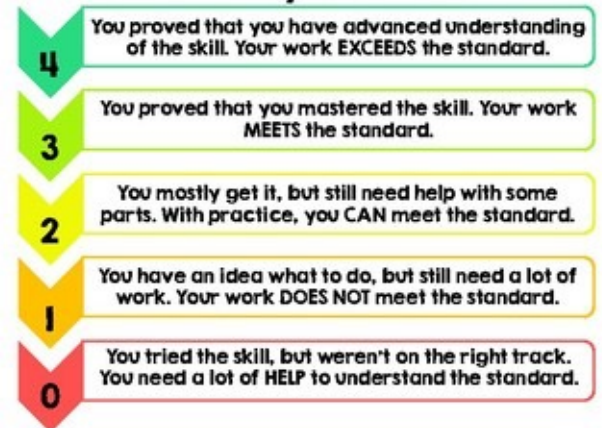 You proved that you have advanced understanding
of the skill. Your work EXCEEDS the standard.
4
You proved that you mastered the skill. Your work
MEETS the standard.
3
You mostly get it, but still need help with some
parts. With practice, you CAN meet the standard.
2
You have an idea what to do, but still need a lot of
work. Your work DOES NOT meet the standard.
1
You tried the skill, but weren't on the right track.
You need a lot of HELP to understand the standard.
0